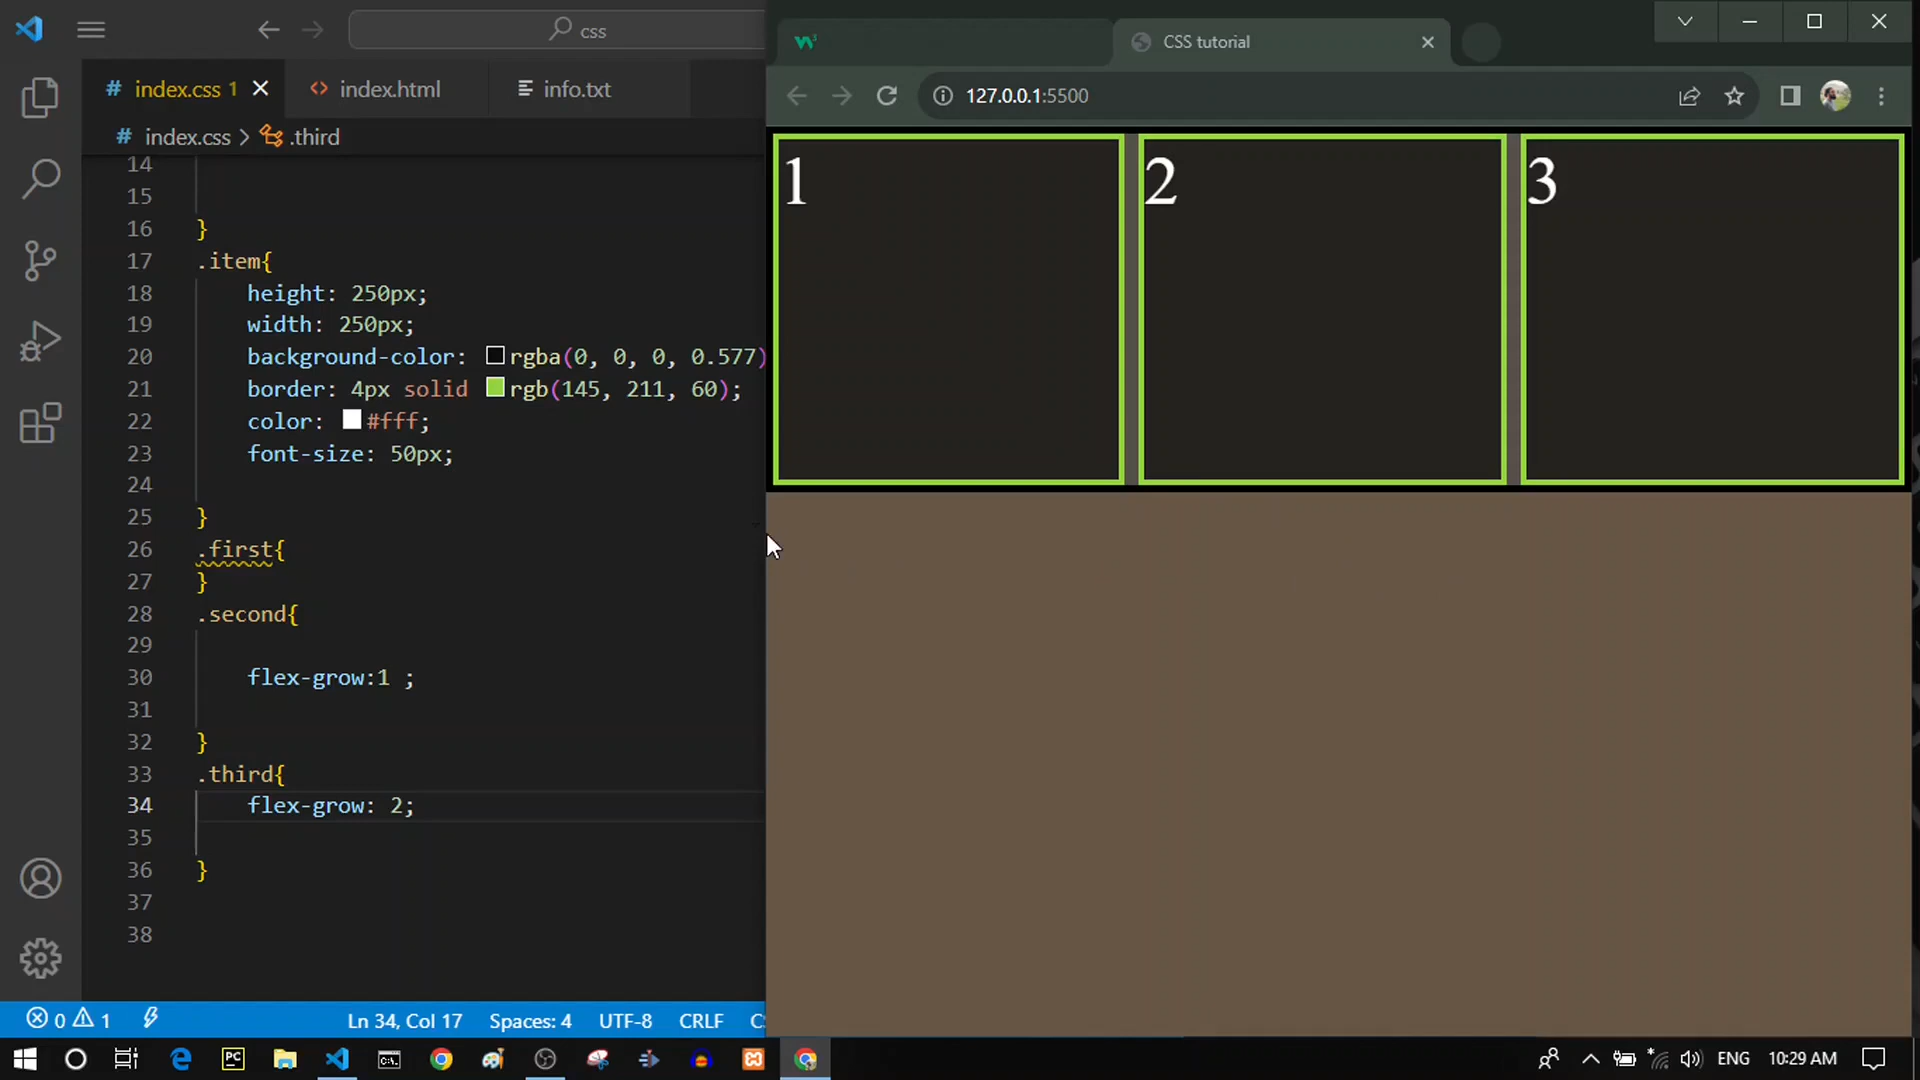 css
CSS tutorial
# index.css 1
<> index.html
info.txt
127.0.0.1:5500
# index.css > .third
14
15
16 }
17 .item{
18 height: 250px;
19 width: 250px;
20 background-color: rgba(0, 0, 0, 0.577)
21 border: 4px solid rgb(145, 211, 60);
22 color: #fff;
23 font-size: 50px;
24
25 }
26 .first{
27 }
28 .second{
29
30 flex-grow:1 ;
31
32 }
33 .third{
34 flex-grow: 2;
35
36 }
37
38
1
2
3
0 1
Ln 34, Col 17 Spaces: 4 UTF-8 CRLF
PC
ENG 10:29 AM